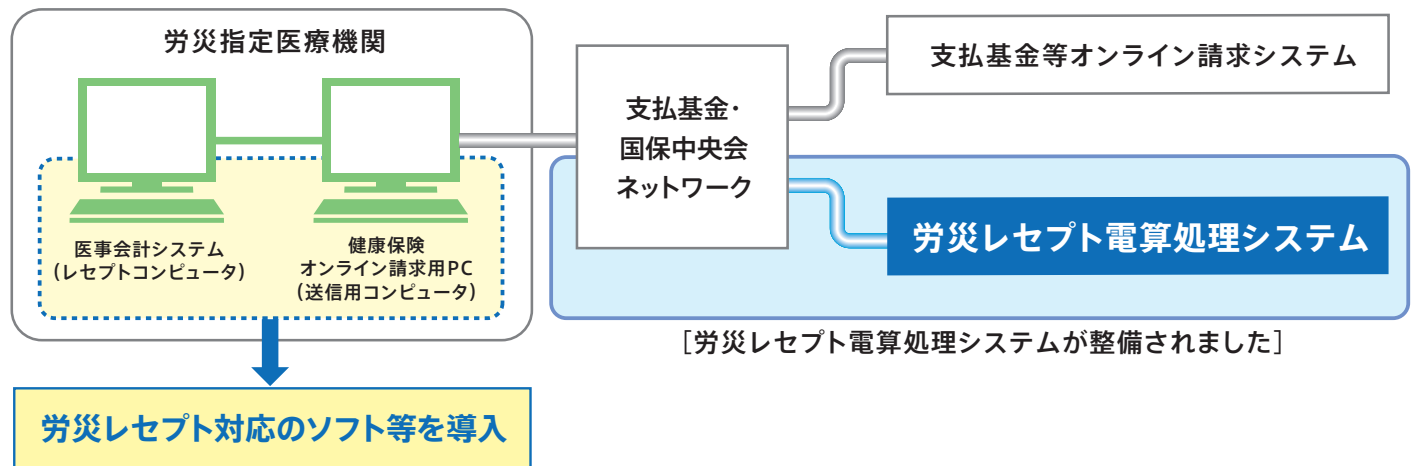 労災指定医療機関
医事会計システム
(レセプトコンピュータ)
健康保険
オンライン請求用PC
(送信用コンピュータ)
支払基金・
国保中央会
ネットワーク
支払基金等オンライン請求システム
労災レセプト電算処理システム
[労災レセプト電算処理システムが整備されました]
労災レセプト対応のソフト等を導入